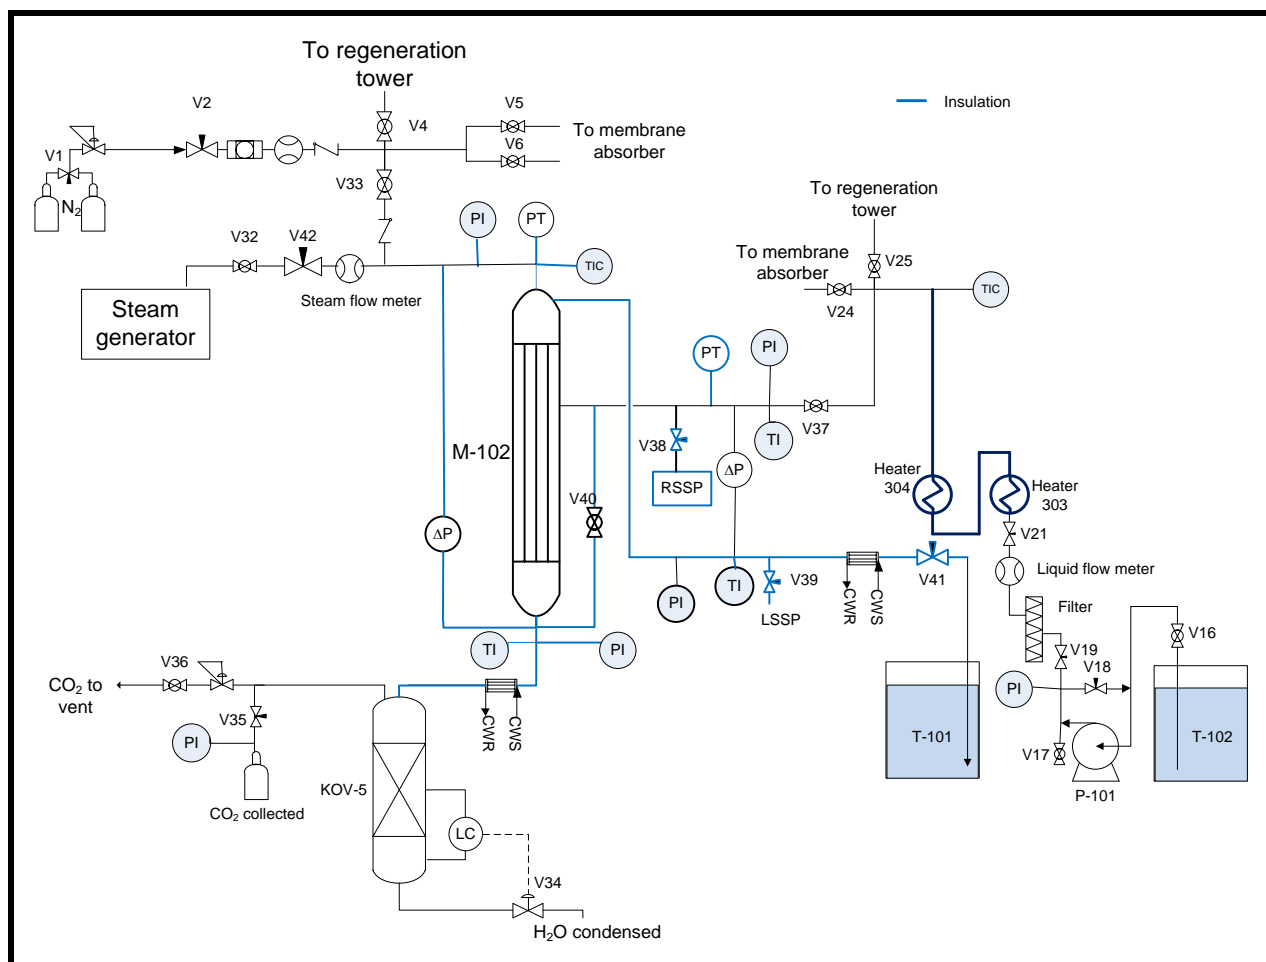 To regeneration
tower
V2
V4
V5
V6
To membrane
absorber
Insulation
V1
N2
V33
To regeneration
tower
PI
PT
TIC
V32
V42
Steam flow meter
Steam
generator
To membrane
absorber
V25
V24
TIC
PT
PI
TI
V37
V38
RSSP
ΔP
M-102
V40
ΔP
Heater
304
Heater
303
V21
Liquid flow meter
Filter
V41
PI
TI
V39
LSSP
CWR
CWS
V19
V18
V16
PI
V17
P-101
T-101
T-102
TI
PI
CWR
CWS
V36
CO2 to
vent
V35
PI
CO2 collected
KOV-5
LC
V34
H2O condensed